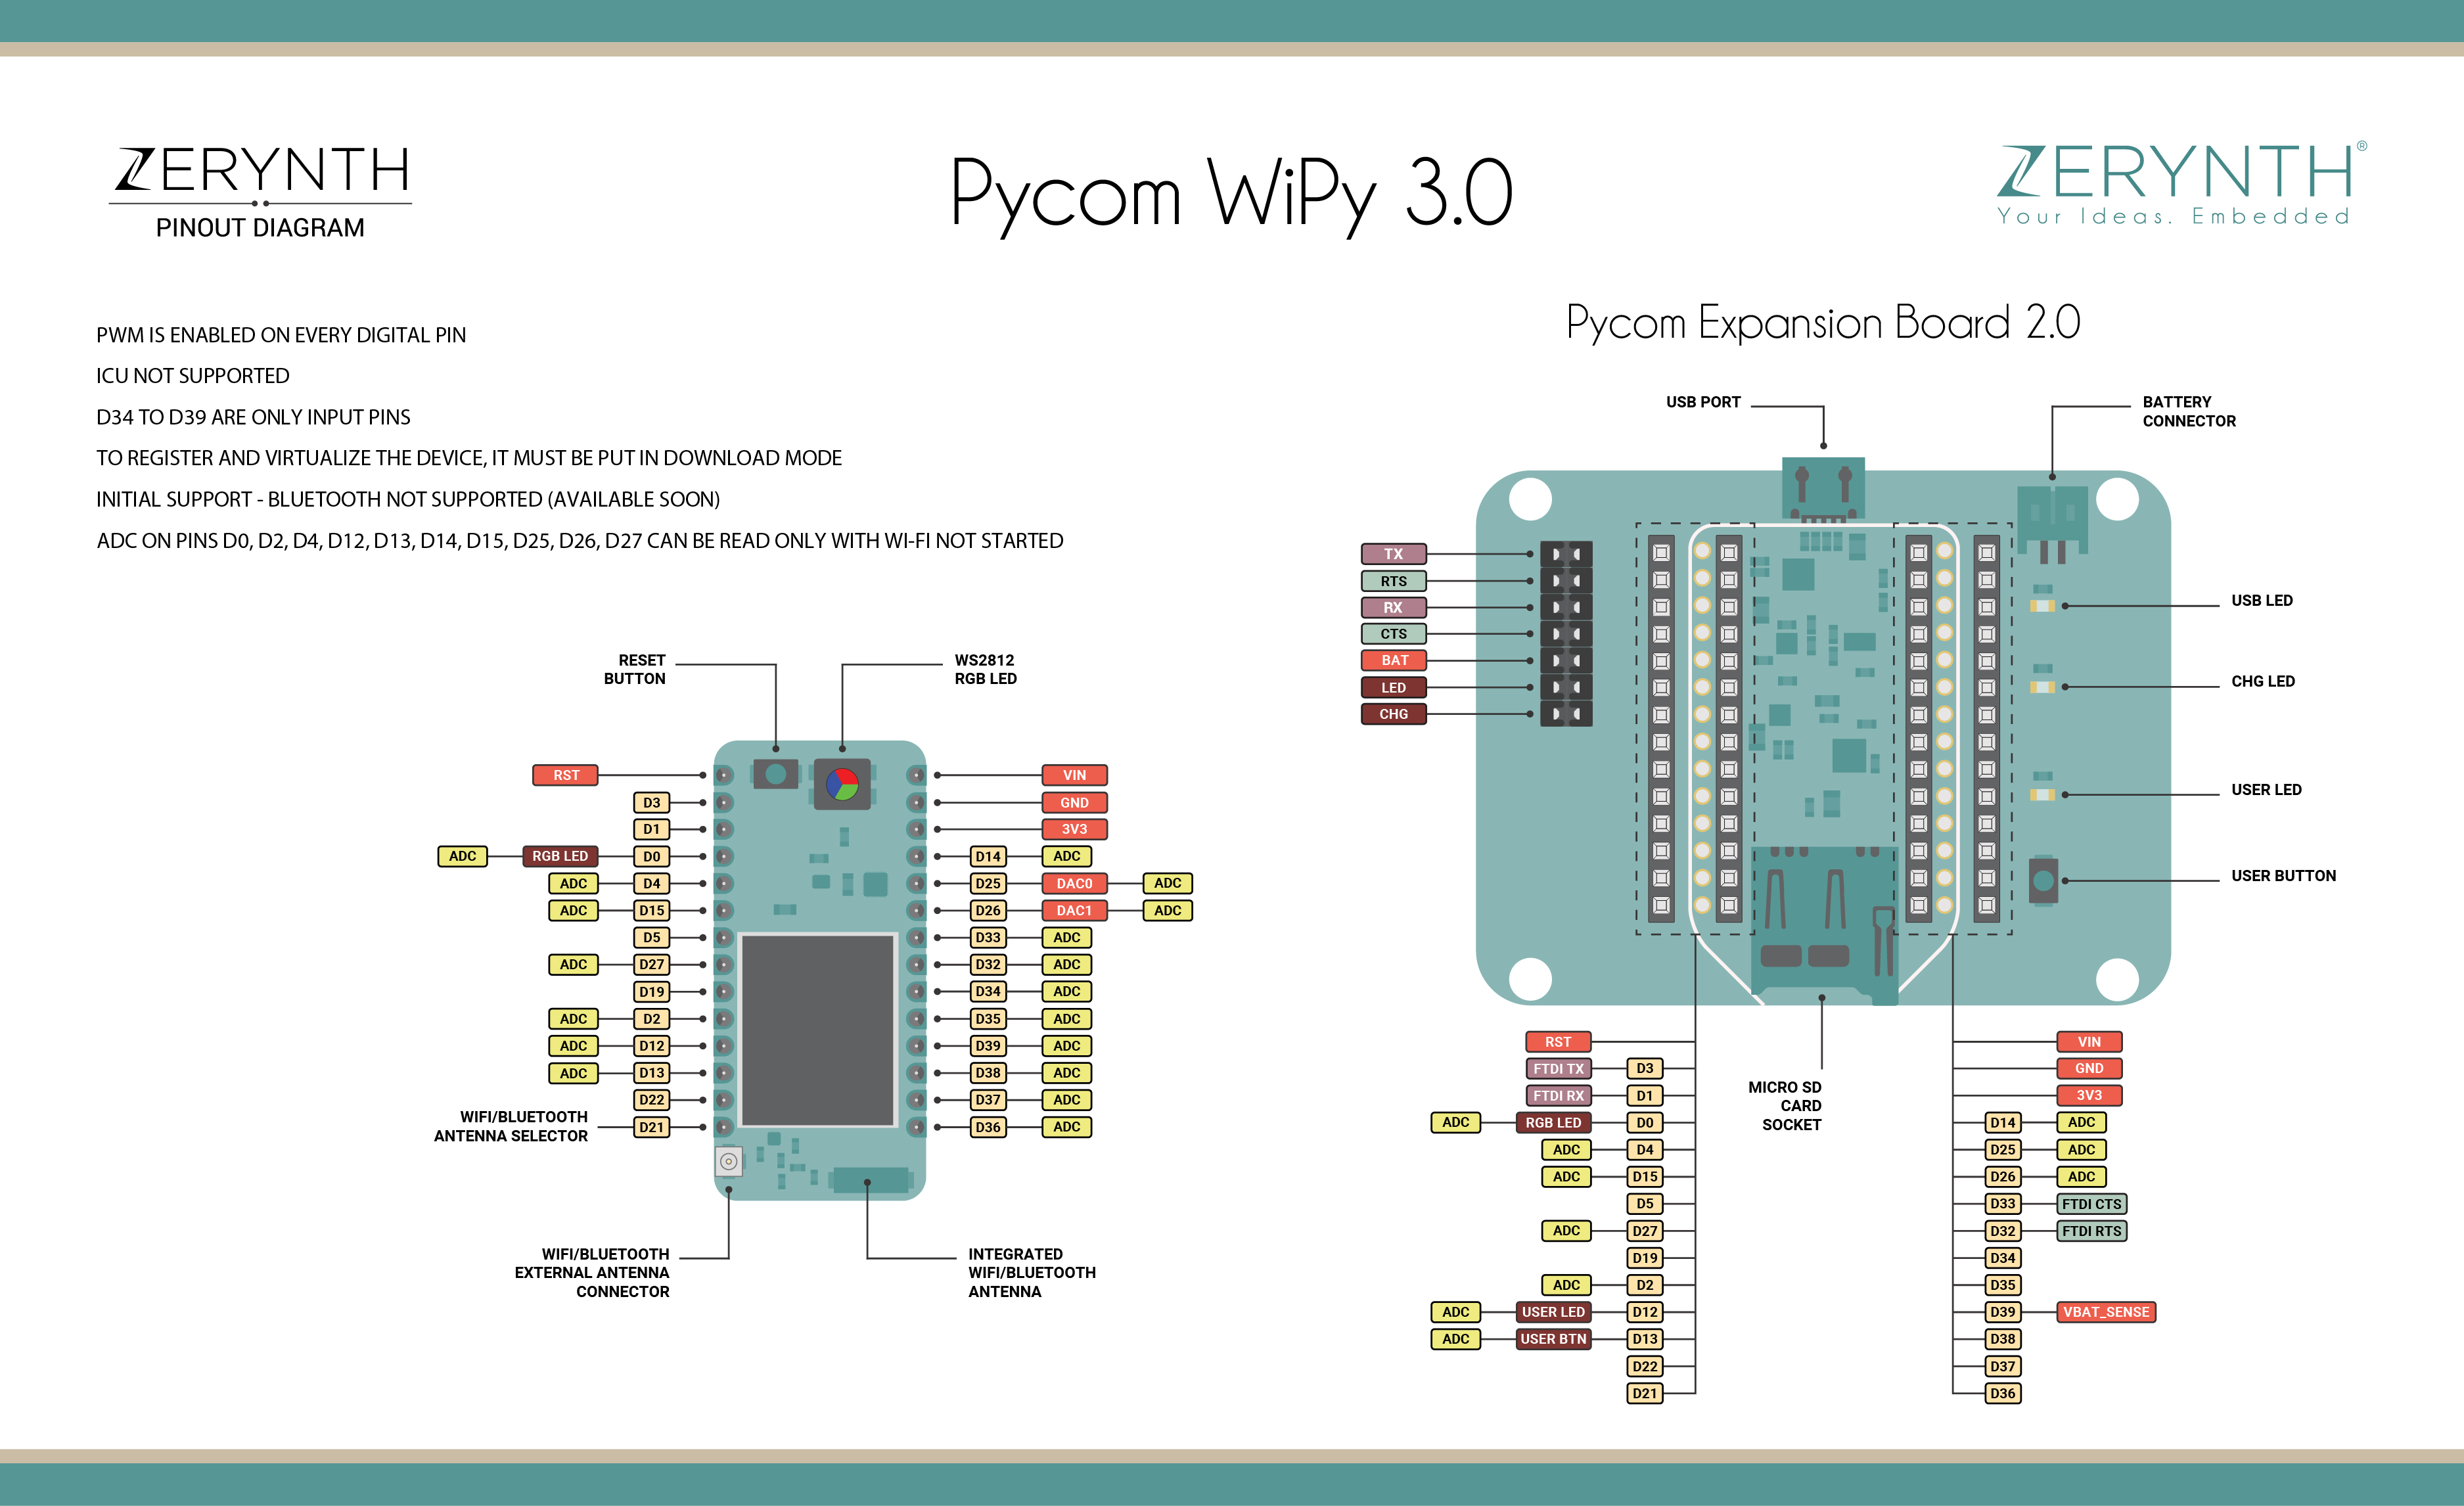 ZERYNTH
PINOUT DIAGRAM
Pycom WiPy 3.0
ZERYNTH®
Your Ideas. Embedded
PWM IS ENABLED ON EVERY DIGITAL PIN
ICU NOT SUPPORTED
D34 TO D39 ARE ONLY INPUT PINS
TO REGISTER AND VIRTUALIZE THE DEVICE, IT MUST BE PUT IN DOWNLOAD MODE
INITIAL SUPPORT - BLUETOOTH NOT SUPPORTED (AVAILABLE SOON)
ADC ON PINS D0, D2, D4, D12, D13, D14, D15, D25, D26, D27 CAN BE READ ONLY WITH WI-FI NOT STARTED
RESET
BUTTON
WS2812
RGB LED
RST
D3
D1
ADC RGB LED D0
ADC D4
ADC D15
D5
ADC D27
D19
ADC D2
ADC D12
ADC D13
D22
WIFI/BLUETOOTH
ANTENNA SELECTOR
D21
VIN
GND
3V3
D14 ADC
D25 DAC0 ADC
D26 DAC1 ADC
D33 ADC
D32 ADC
D34 ADC
D35 ADC
D39 ADC
D38 ADC
D37 ADC
D36 ADC
WIFI/BLUETOOTH
EXTERNAL ANTENNA
CONNECTOR
INTEGRATED
WIFI/BLUETOOTH
ANTENNA
Pycom Expansion Board 2.0
USB PORT
BATTERY
CONNECTOR
TX
RTS
RX
CTS
BAT
LED
CHG
USB LED
CHG LED
USER LED
USER BUTTON
MICRO SD
CARD
SOCKET
RST
FTDI TX D3
FTDI RX D1
ADC RGB LED D0
ADC D4
ADC D15
D5
ADC D27
D19
ADC D2
ADC USER LED D12
ADC USER BTN D13
D22
D21
VIN
GND
3V3
D14 ADC
D25 ADC
D26 ADC
D33 FTDI CTS
D32 FTDI RTS
D34
D35
D39 VBAT_SENSE
D38
D37
D36